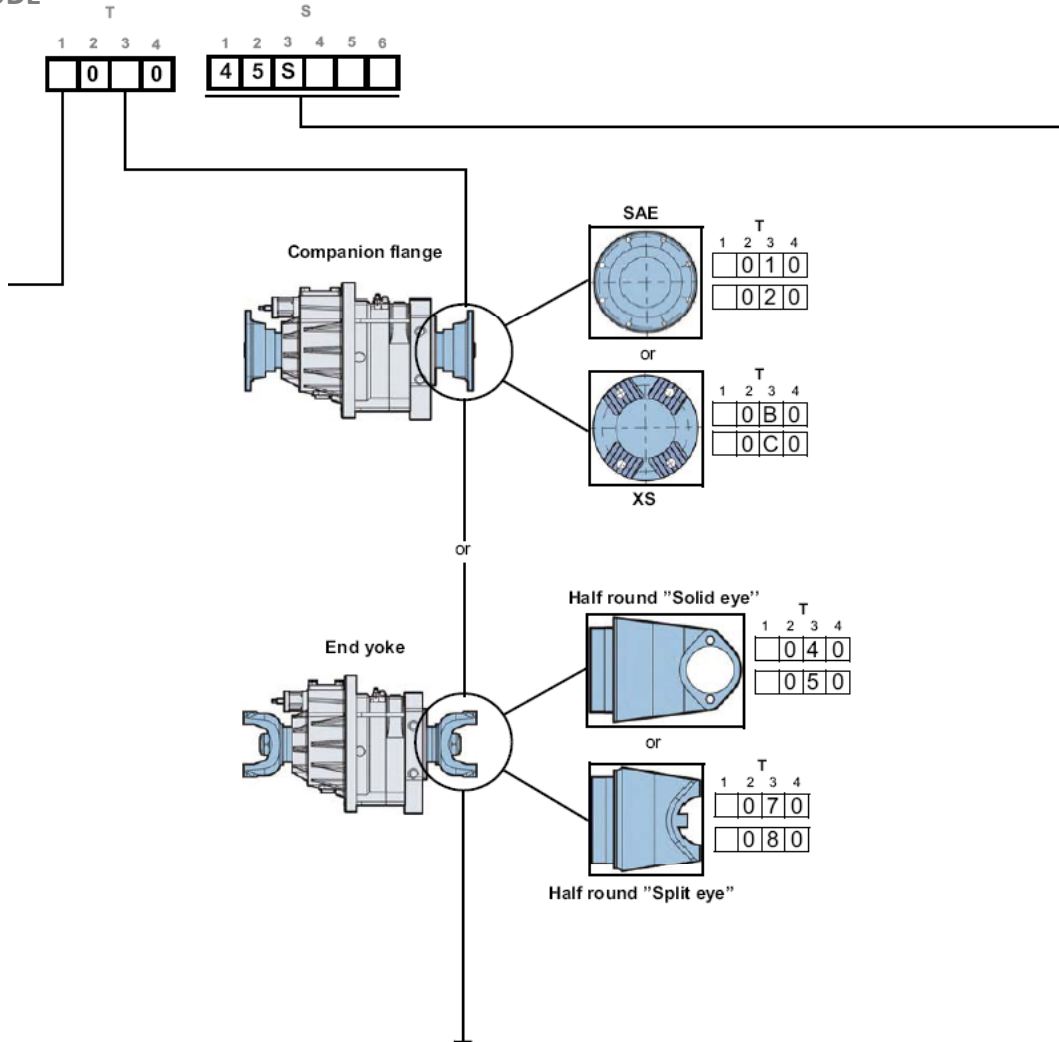 T S
1 2 3 4 1 2 3 4 5 6
0 0 4 5 S
SAE
Companion flange
T
1 2 3 4
0 1 0
0 2 0
or
T
1 2 3 4
0 B 0
0 C 0
XS
or
Half round ”Solid eye”
T
1 2 3 4
0 4 0
0 5 0
End yoke
or
T
1 2 3 4
0 7 0
0 8 0
Half round ”Split eye”